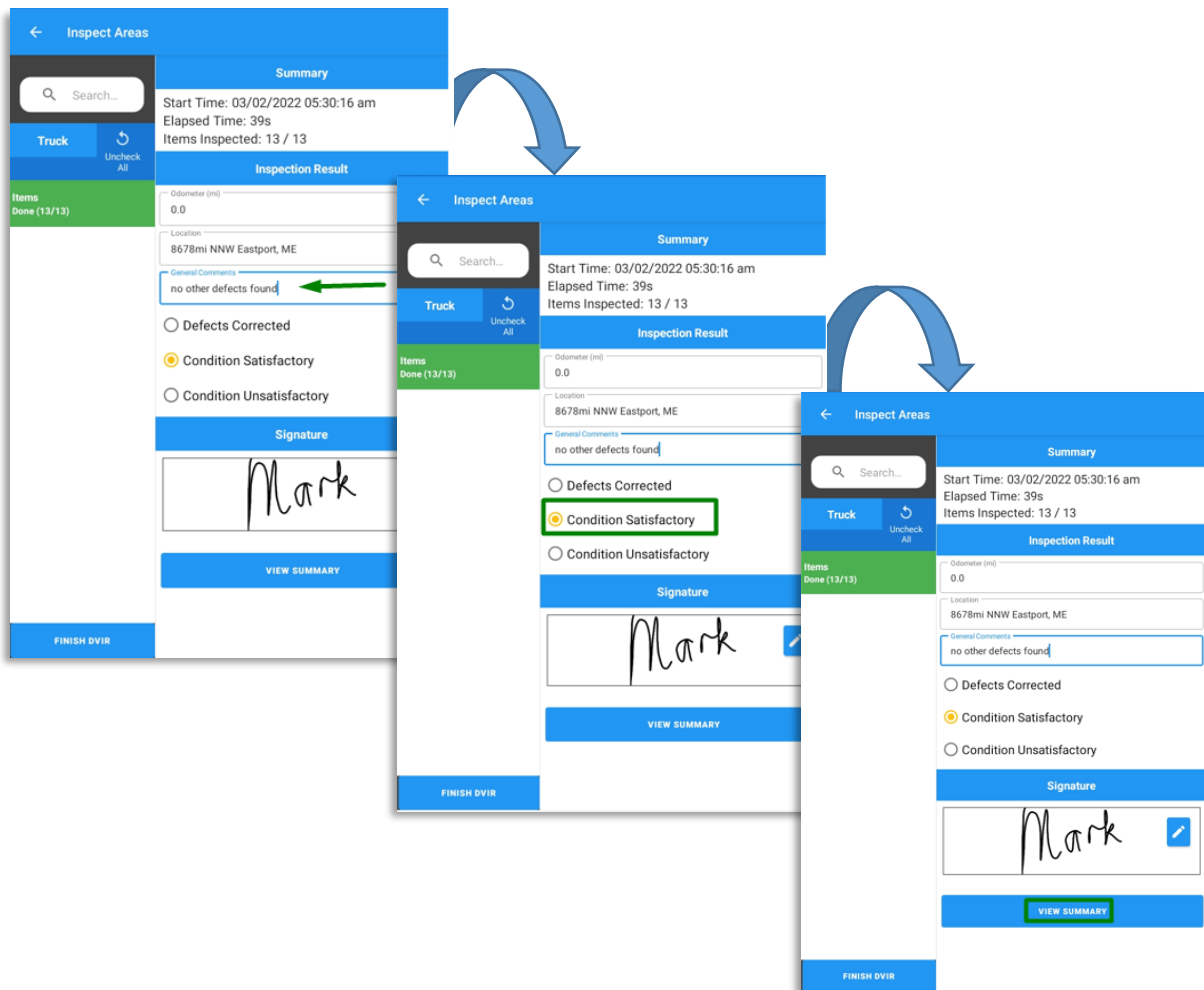 Inspect Areas
Search...
Truck
Uncheck
All
Items
Done (13/13)
FINISH DVIR
Summary
Start Time: 03/02/2022 05:30:16 am
Elapsed Time: 39s
Items Inspected: 13 / 13
Inspection Result
Odometer (mi)
0.0
Location
8678mi NNW Eastport, ME
General Comments
no other defects found
Defects Corrected
Condition Satisfactory
Condition Unsatisfactory
Signature
Mark
VIEW SUMMARY
Inspect Areas
Search...
Truck
Uncheck
All
Items
Done (13/13)
FINISH DVIR
Summary
Start Time: 03/02/2022 05:30:16 am
Elapsed Time: 39s
Items Inspected: 13 / 13
Inspection Result
Odometer (mi)
0.0
Location
8678mi NNW Eastport, ME
General Comments
no other defects found
Defects Corrected
Condition Satisfactory
Condition Unsatisfactory
Signature
Mark
VIEW SUMMARY
Inspect Areas
Search...
Truck
Uncheck
All
Items
Done (13/13)
FINISH DVIR
Summary
Start Time: 03/02/2022 05:30:16 am
Elapsed Time: 39s
Items Inspected: 13 / 13
Inspection Result
Odometer (mi)
0.0
Location
8678mi NNW Eastport, ME
General Comments
no other defects found
Defects Corrected
Condition Satisfactory
Condition Unsatisfactory
Signature
Mark
VIEW SUMMARY